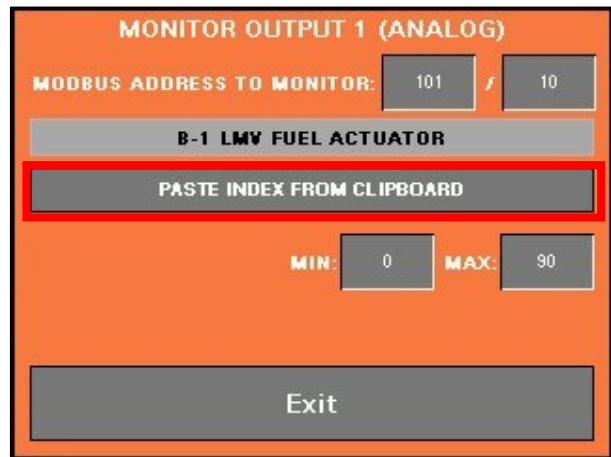 MONITOR OUTPUT 1 (ANALOG)
MODBUS ADDRESS TO MONITOR: 101 / 10
B-1 LMV FUEL ACTUATOR
PASTE INDEX FROM CLIPBOARD
MIN: 0 MAX: 90
Exit